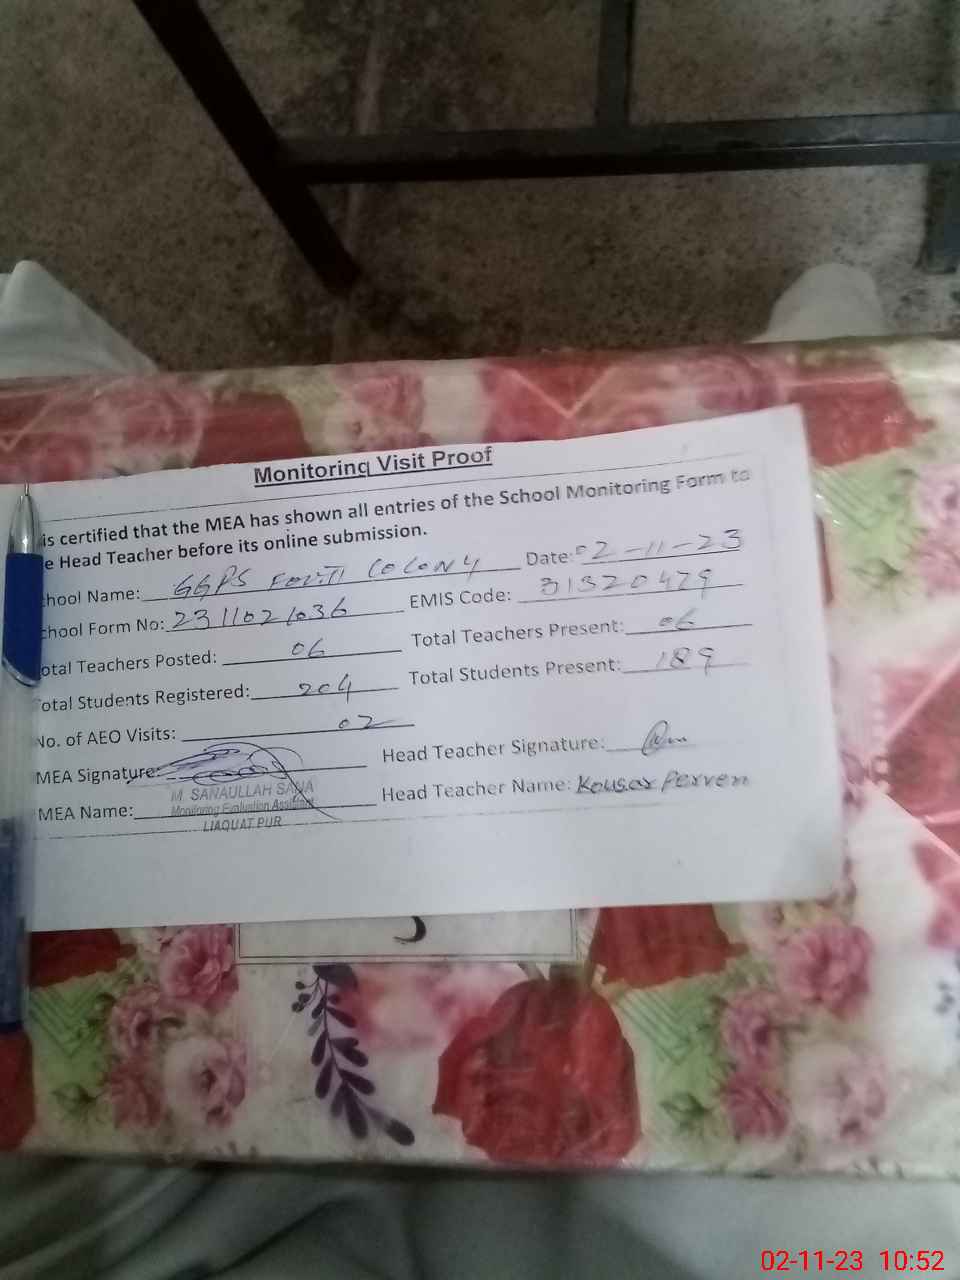 Monitoring Visit Proof
is certified that the MEA has shown all entries of the School Monitoring Form to
e Head Teacher before its online submission.
chool Name: GGPS COLONY Date: 02-11-23
chool Form No: 2311021036 EMIS Code: 31320479
otal Teachers Posted: 06 Total Teachers Present: 06
otal Students Registered: 204 Total Students Present: 189
No. of AEO Visits: 02
MEA Signature: Head Teacher Signature:
M. SANAULLAH SANA
MEA Name: Monitoring Evaluation Assistant Head Teacher Name: Kousar Perven
LIAQUAT PUR
02-11-23 10:52